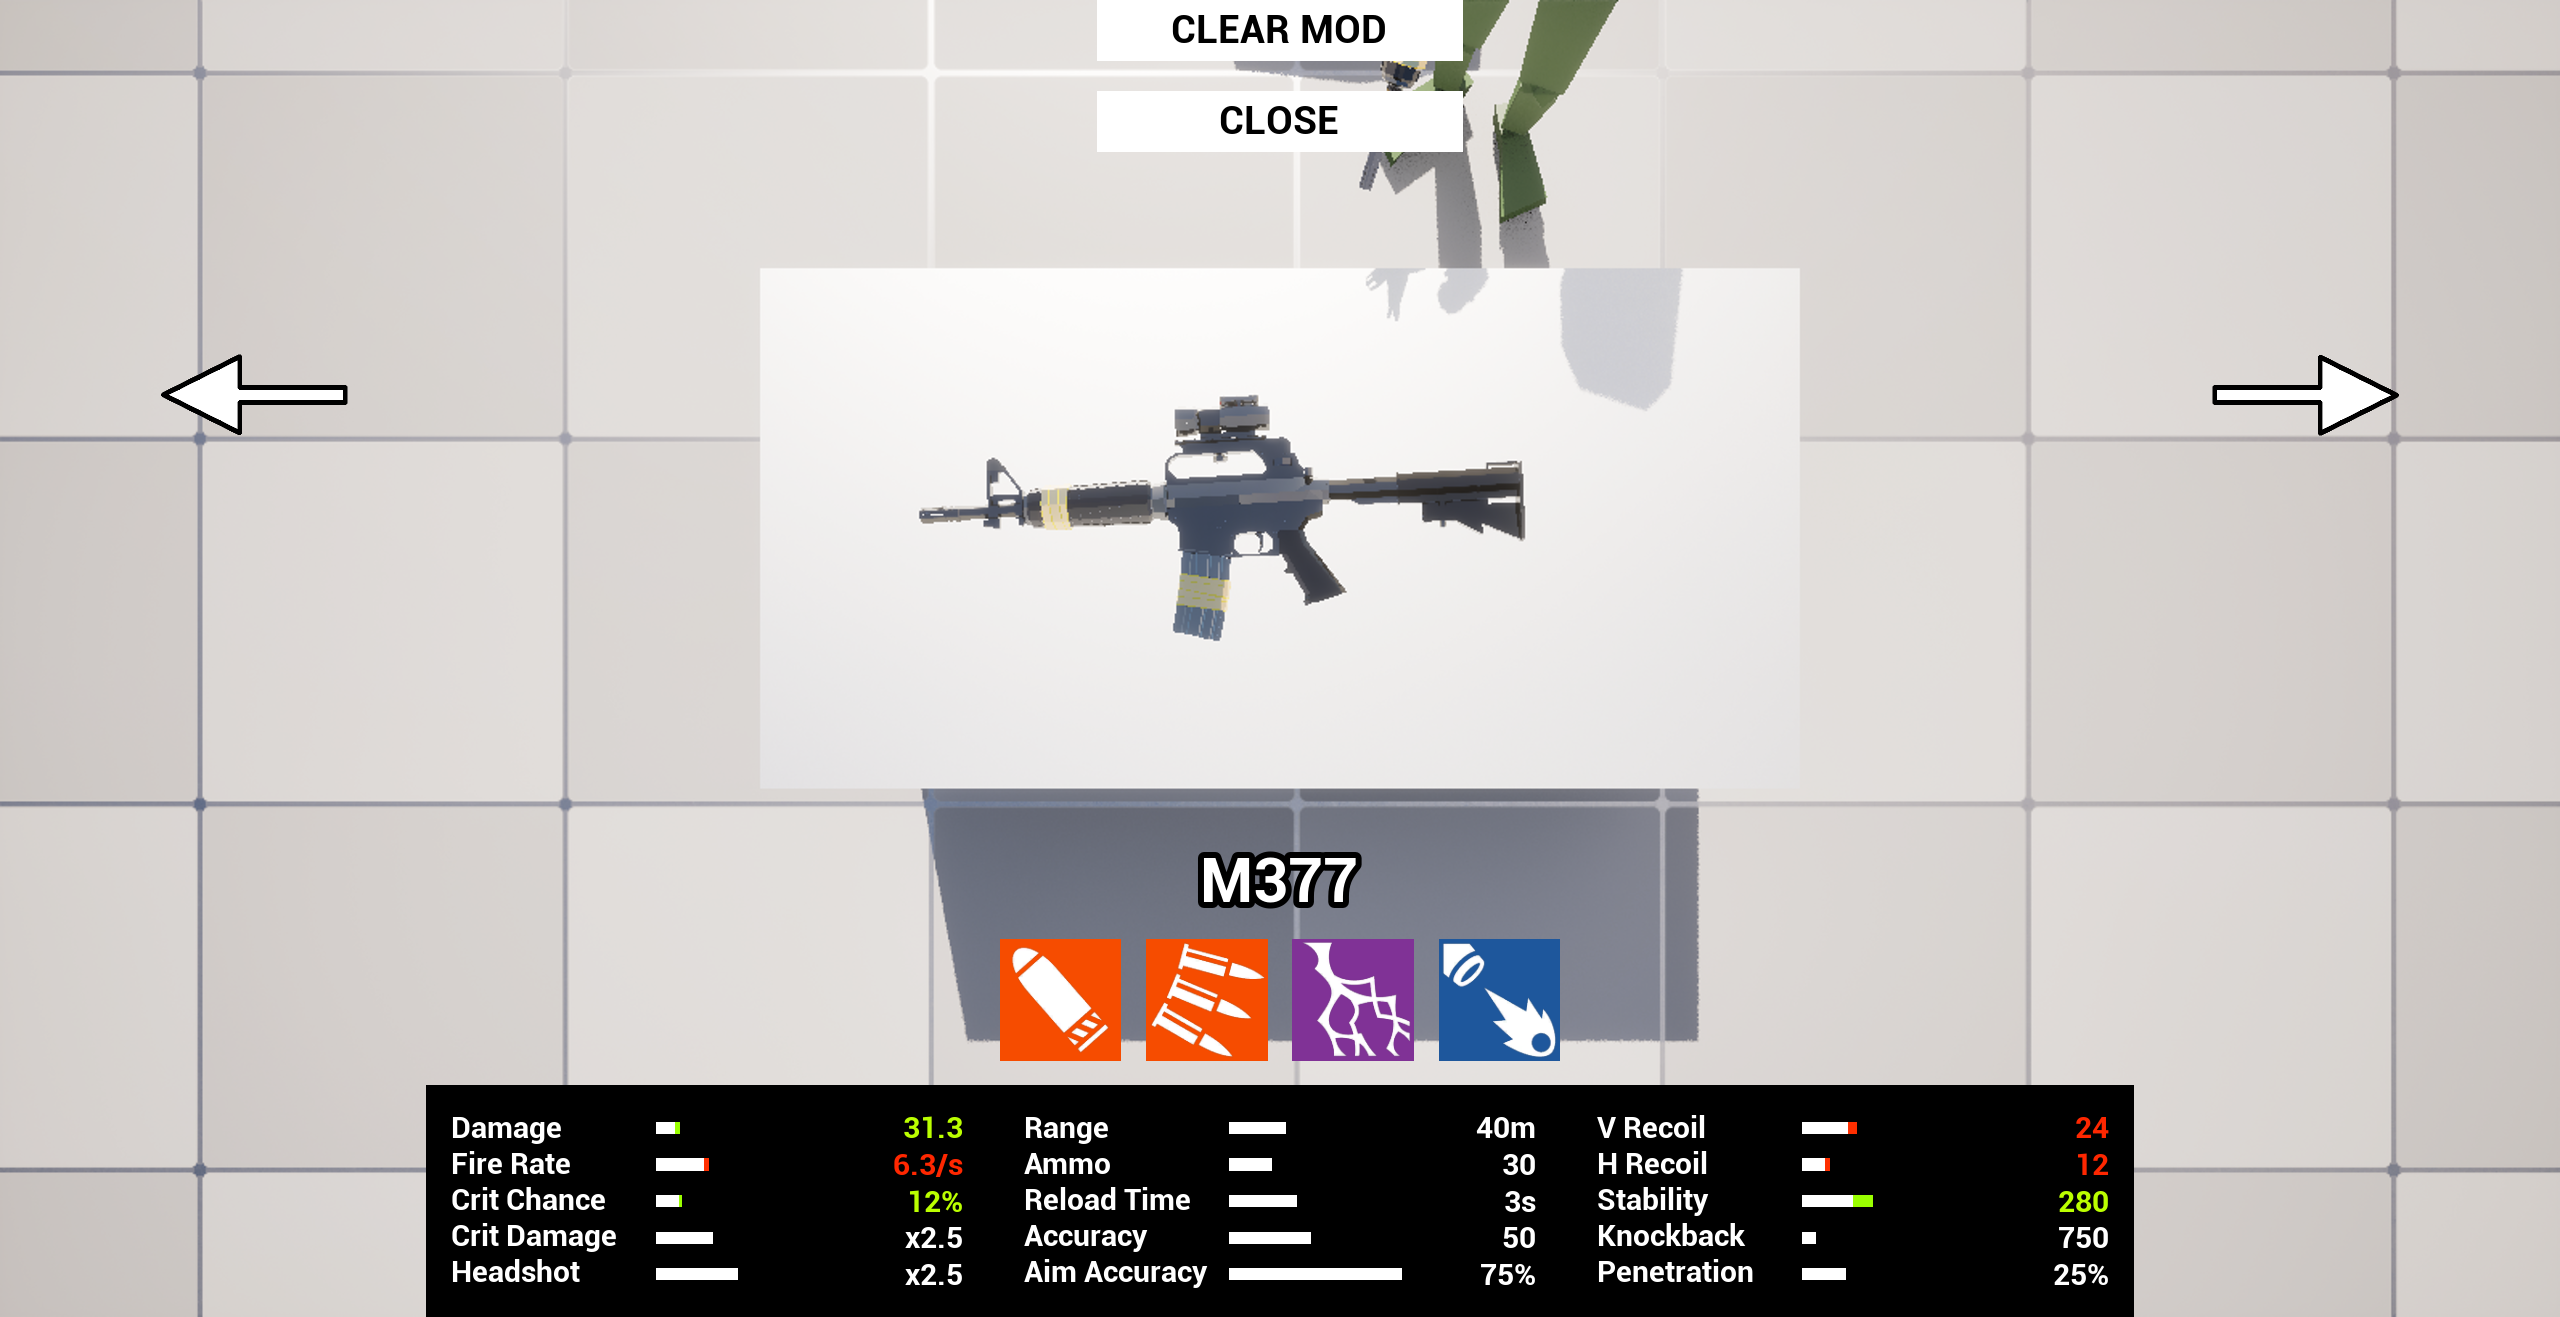 CLEAR MOD
CLOSE
M377
Damage 31.3
Fire Rate 6.3/s
Crit Chance 12%
Crit Damage x2.5
Headshot x2.5
Range 40m
Ammo 30
Reload Time 3s
Accuracy 50
Aim Accuracy 75%
V Recoil 24
H Recoil 12
Stability 280
Knockback 750
Penetration 25%